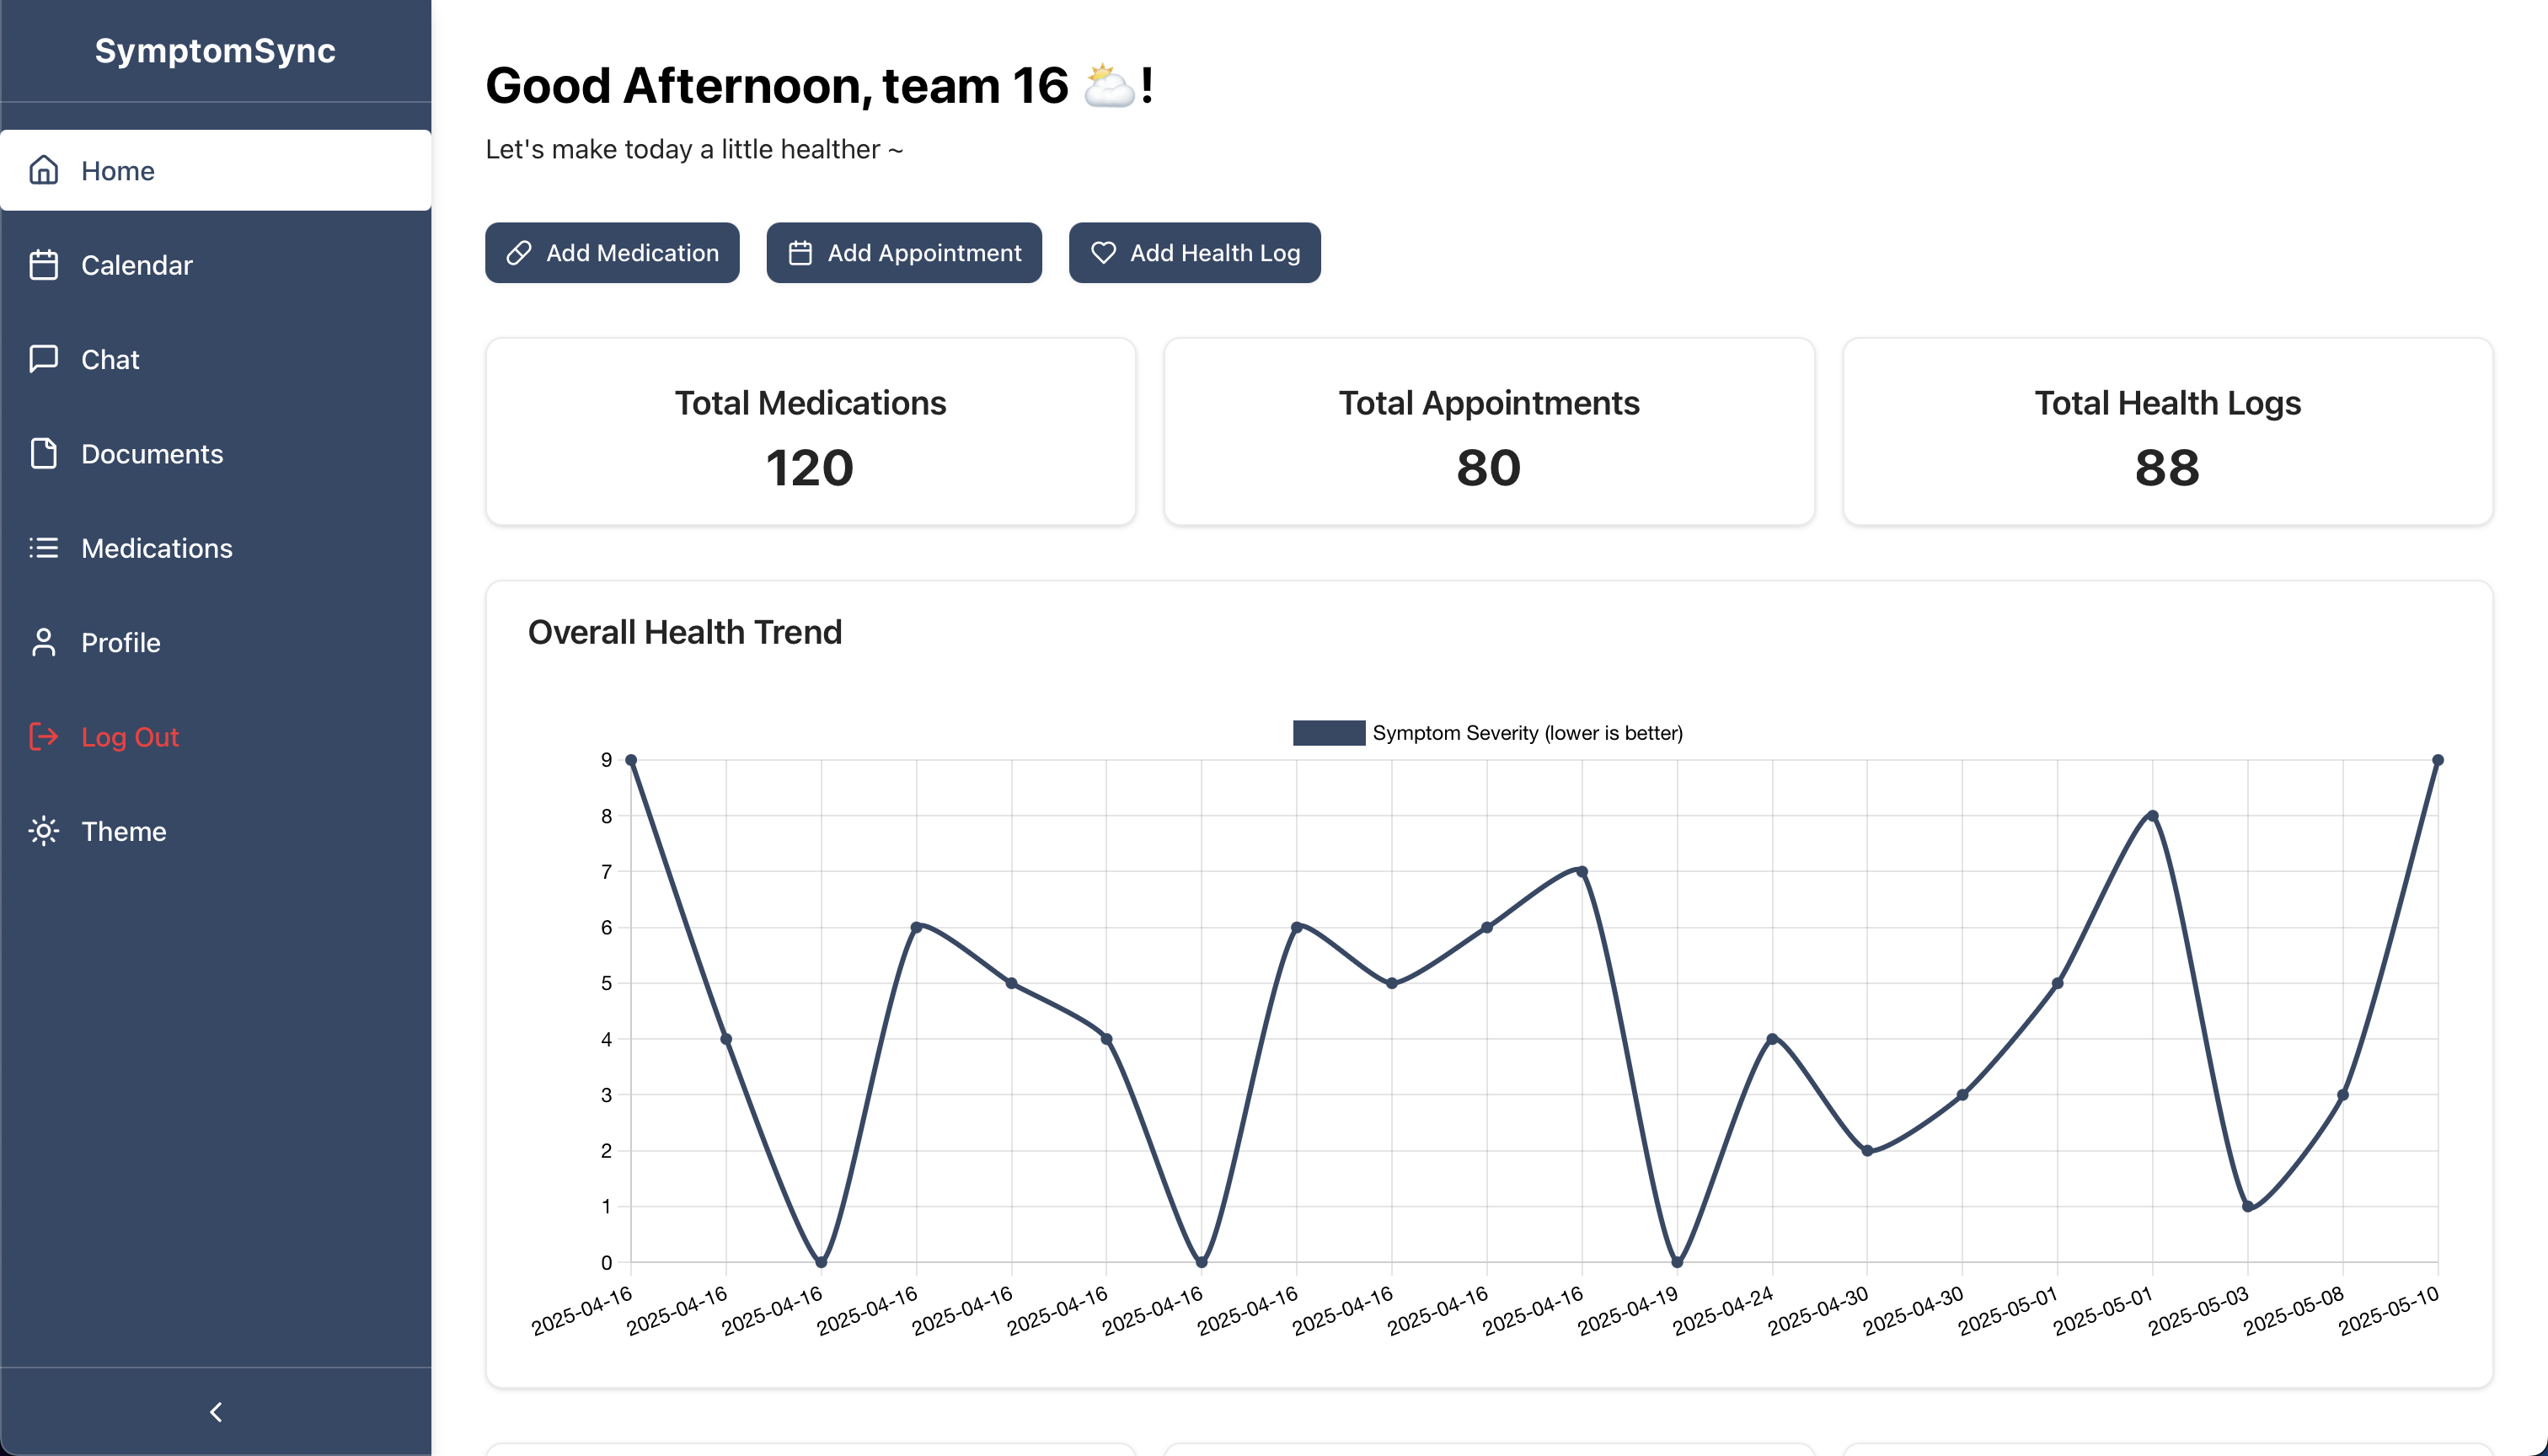 SymptomSync
Home
Calendar
Chat
Documents
Medications
Profile
Log Out
Theme
Good Afternoon, team 16 ⛅!
Let's make today a little healther ~
Add Medication
Add Appointment
Add Health Log
Total Medications
120
Total Appointments
80
Total Health Logs
88
Overall Health Trend
Symptom Severity (lower is better)
9
8
7
6
5
4
3
2
1
0
2025-04-16
2025-04-16
2025-04-16
2025-04-16
2025-04-16
2025-04-16
2025-04-16
2025-04-16
2025-04-16
2025-04-16
2025-04-16
2025-04-19
2025-04-24
2025-04-30
2025-04-30
2025-05-01
2025-05-01
2025-05-03
2025-05-08
2025-05-10